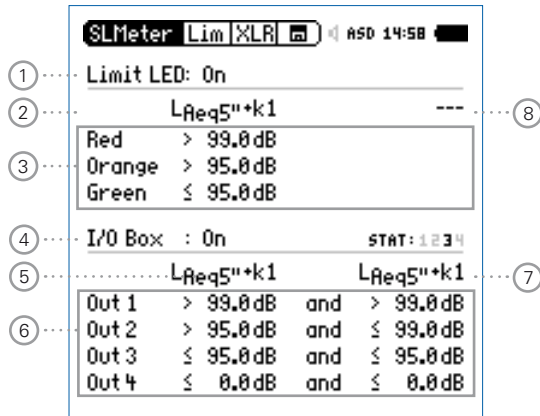 SLMeter Lim XLR ASD 14:58
1 Limit LED: On
2 LAeq5"+k1 --- 8
Red > 99.0dB
3 Orange > 95.0dB
Green ≤ 95.0dB
4 I/O Box : On STAT:1234
5 LAeq5"+k1 LAeq5"+k1 7
Out 1 > 99.0dB and > 99.0dB
6 Out 2 > 95.0dB and ≤ 99.0dB
Out 3 ≤ 95.0dB and ≤ 95.0dB
Out 4 ≤ 0.0dB and ≤ 0.0dB